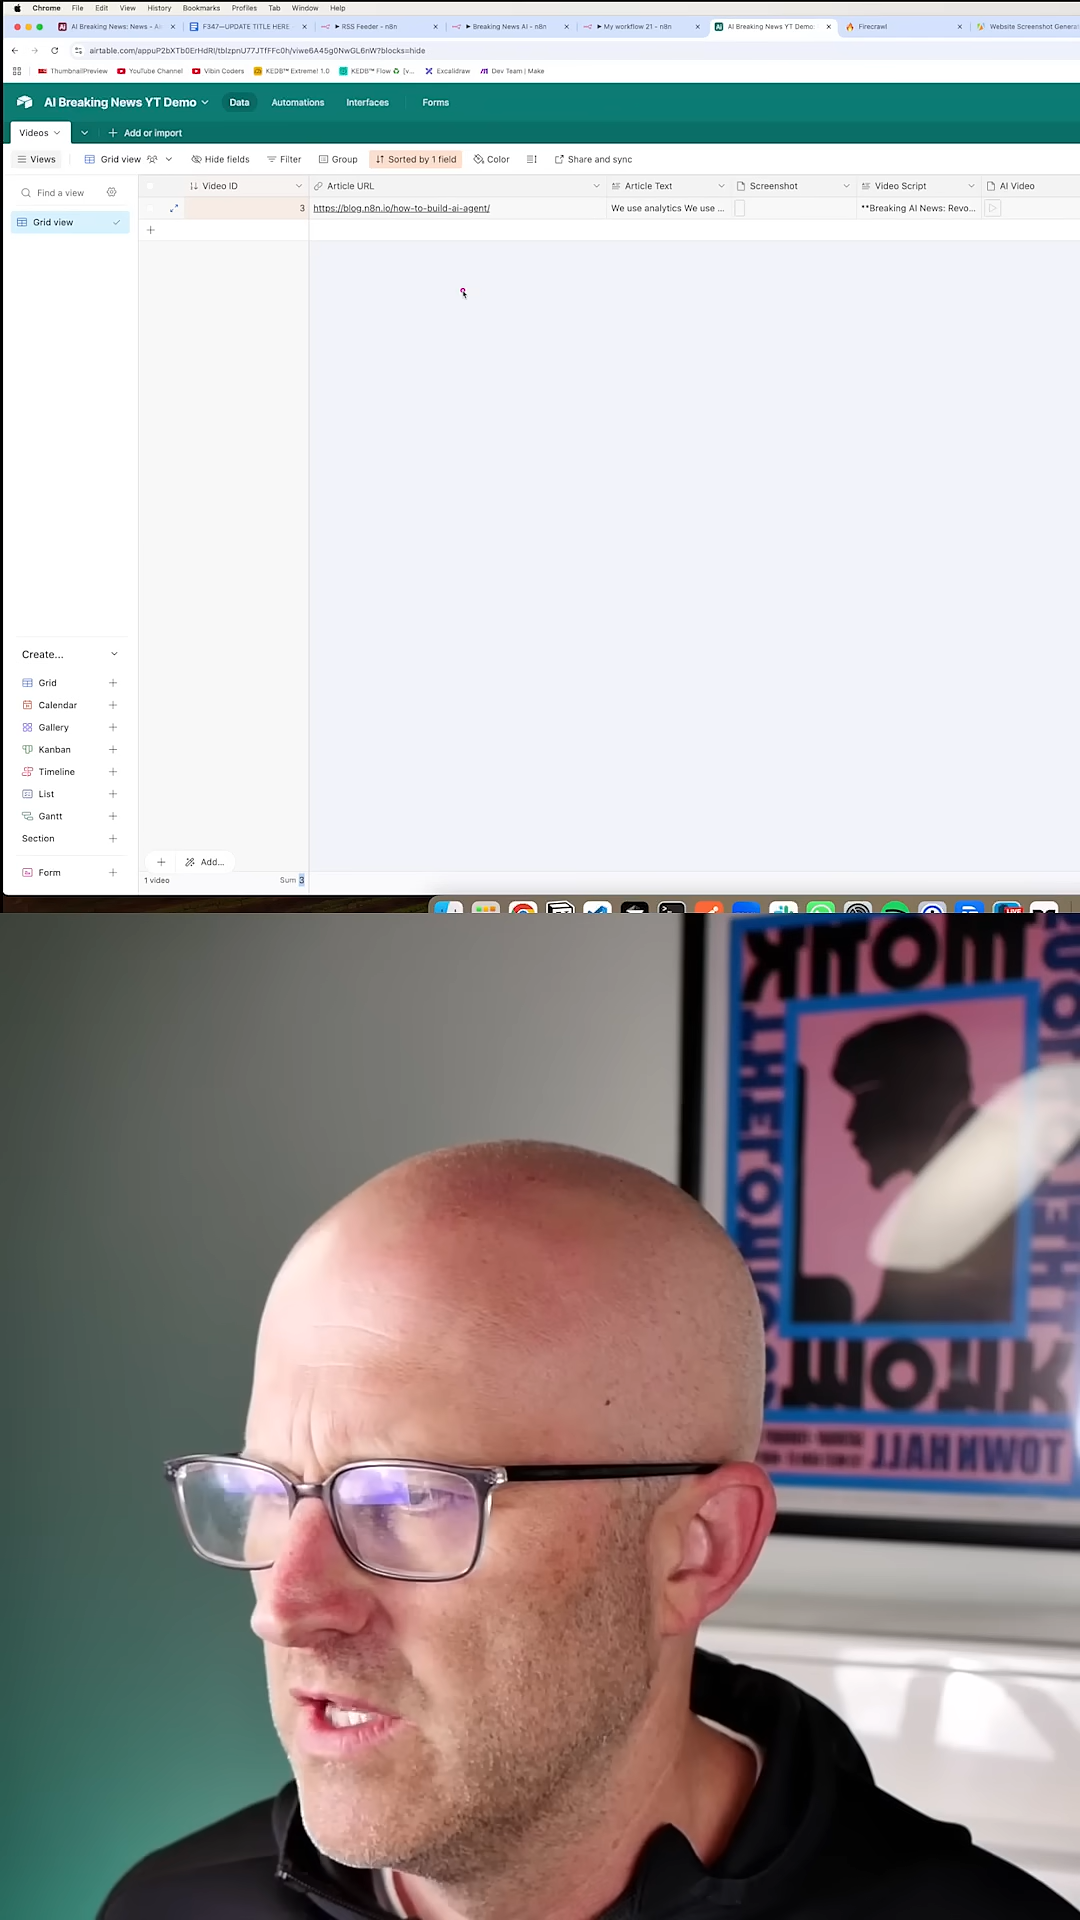 Chrome File Edit View History Bookmarks Profiles Tab Window Help
AI Breaking News: News - Ai
F347—UPDATE TITLE HERE
RSS Feeder - n8n
Breaking News AI - n8n
My workflow 21 - n8n
AI Breaking News YT Demo:
Firecrawl
Website Screenshot Genera
airtable.com/appuP2bXTb0ErHdRl/tblzpnU77JTfFFc0h/viwe6A45g0NwGL6nW?blocks=hide
ThumbnailPreview YouTube Channel Vibin Coders KEDB™ Extreme! 1.0 KEDB™ Flow ♻ [v... Excalidraw Dev Team | Make
AI Breaking News YT Demo Data Automations Interfaces Forms
Videos + Add or import
Views Grid view Hide fields Filter Group Sorted by 1 field Color Share and sync
Find a view
Video ID Article URL Article Text Screenshot Video Script AI Video
3 https://blog.n8n.io/how-to-build-ai-agent/ We use analytics We use ... **Breaking AI News: Revo...
Grid view
Create...
Grid
Calendar
Gallery
Kanban
Timeline
List
Gantt
Section
Form
+ Add...
1 video Sum 3
LIVE
MONK
MONK
TOWN HALL